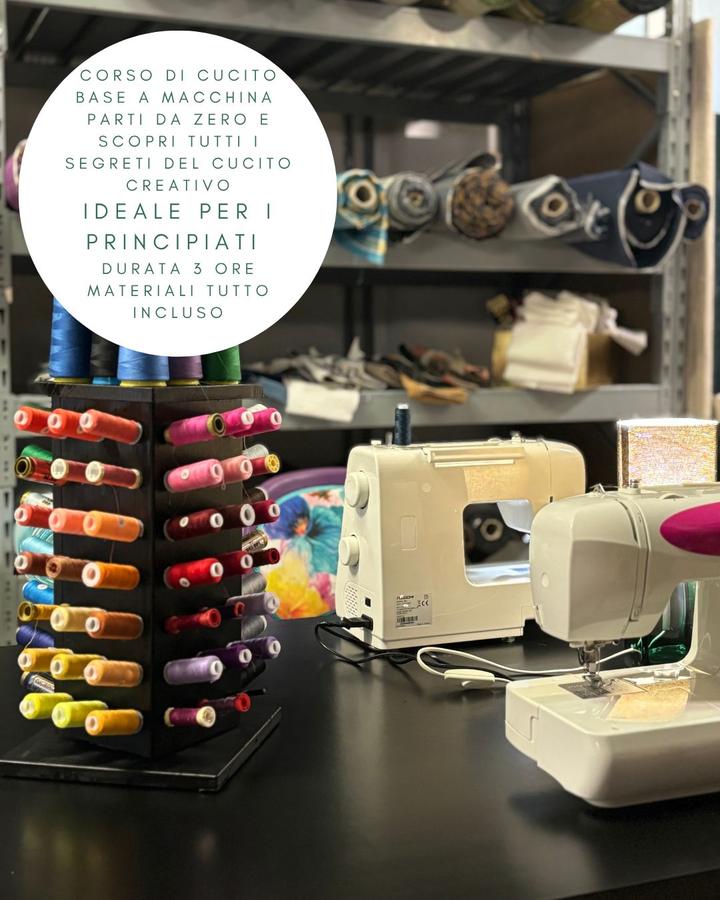 CORSO DI CUCITO
BASE A MACCHINA
PARTI DA ZERO E
SCOPRI TUTTI I
SEGRETI DEL CUCITO
CREATIVO
IDEALE PER I
PRINCIPIATI
DURATA 3 ORE
MATERIALI TUTTO
INCLUSO